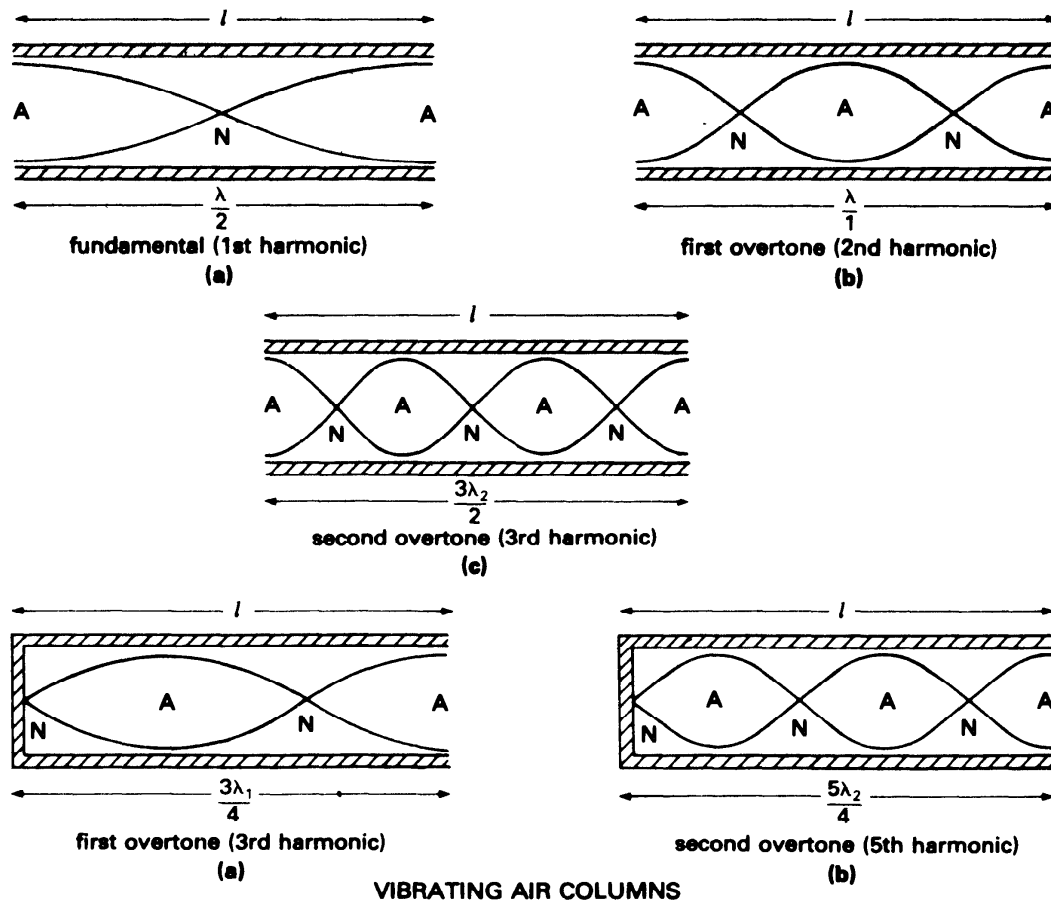 l l
A N A A N A N A
λ/2 λ/1
fundamental (1st harmonic) first overtone (2nd harmonic)
(a) (b)
l
A N A N A N A
3λ₂/2
second overtone (3rd harmonic)
(c)
l l
N A N A N A N A N A
3λ₁/4 5λ₂/4
first overtone (3rd harmonic) second overtone (5th harmonic)
(a) (b)
VIBRATING AIR COLUMNS